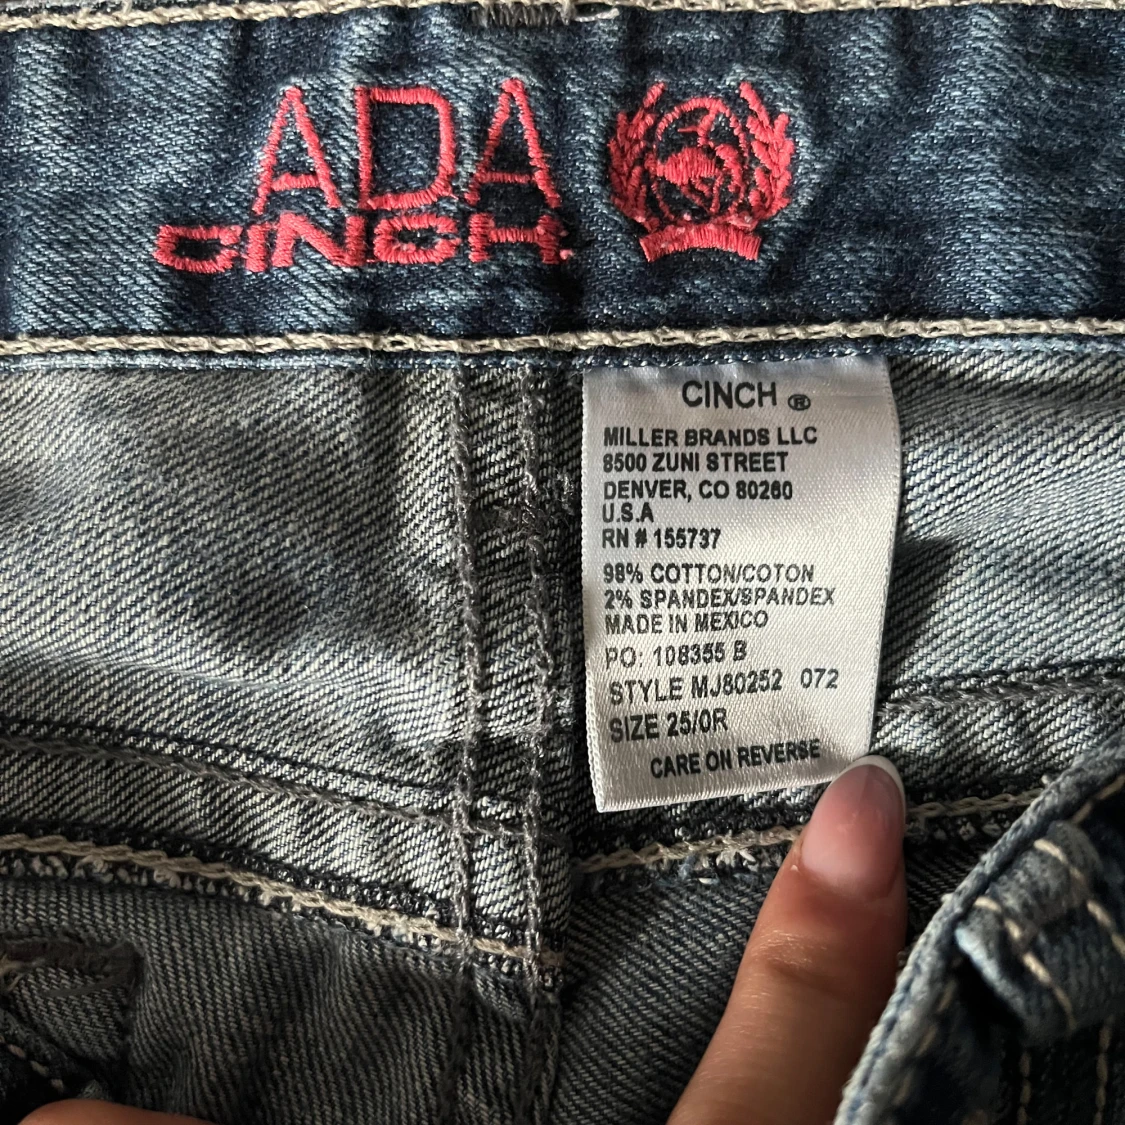 ADA
CINCH.
CINCH ®
MILLER BRANDS LLC
8500 ZUNI STREET
DENVER, CO 80260
U.S.A
RN # 155737
98% COTTON/COTON
2% SPANDEX/SPANDEX
MADE IN MEXICO
PO: 108355 B
STYLE MJ80252 072
SIZE 25/0R
CARE ON REVERSE